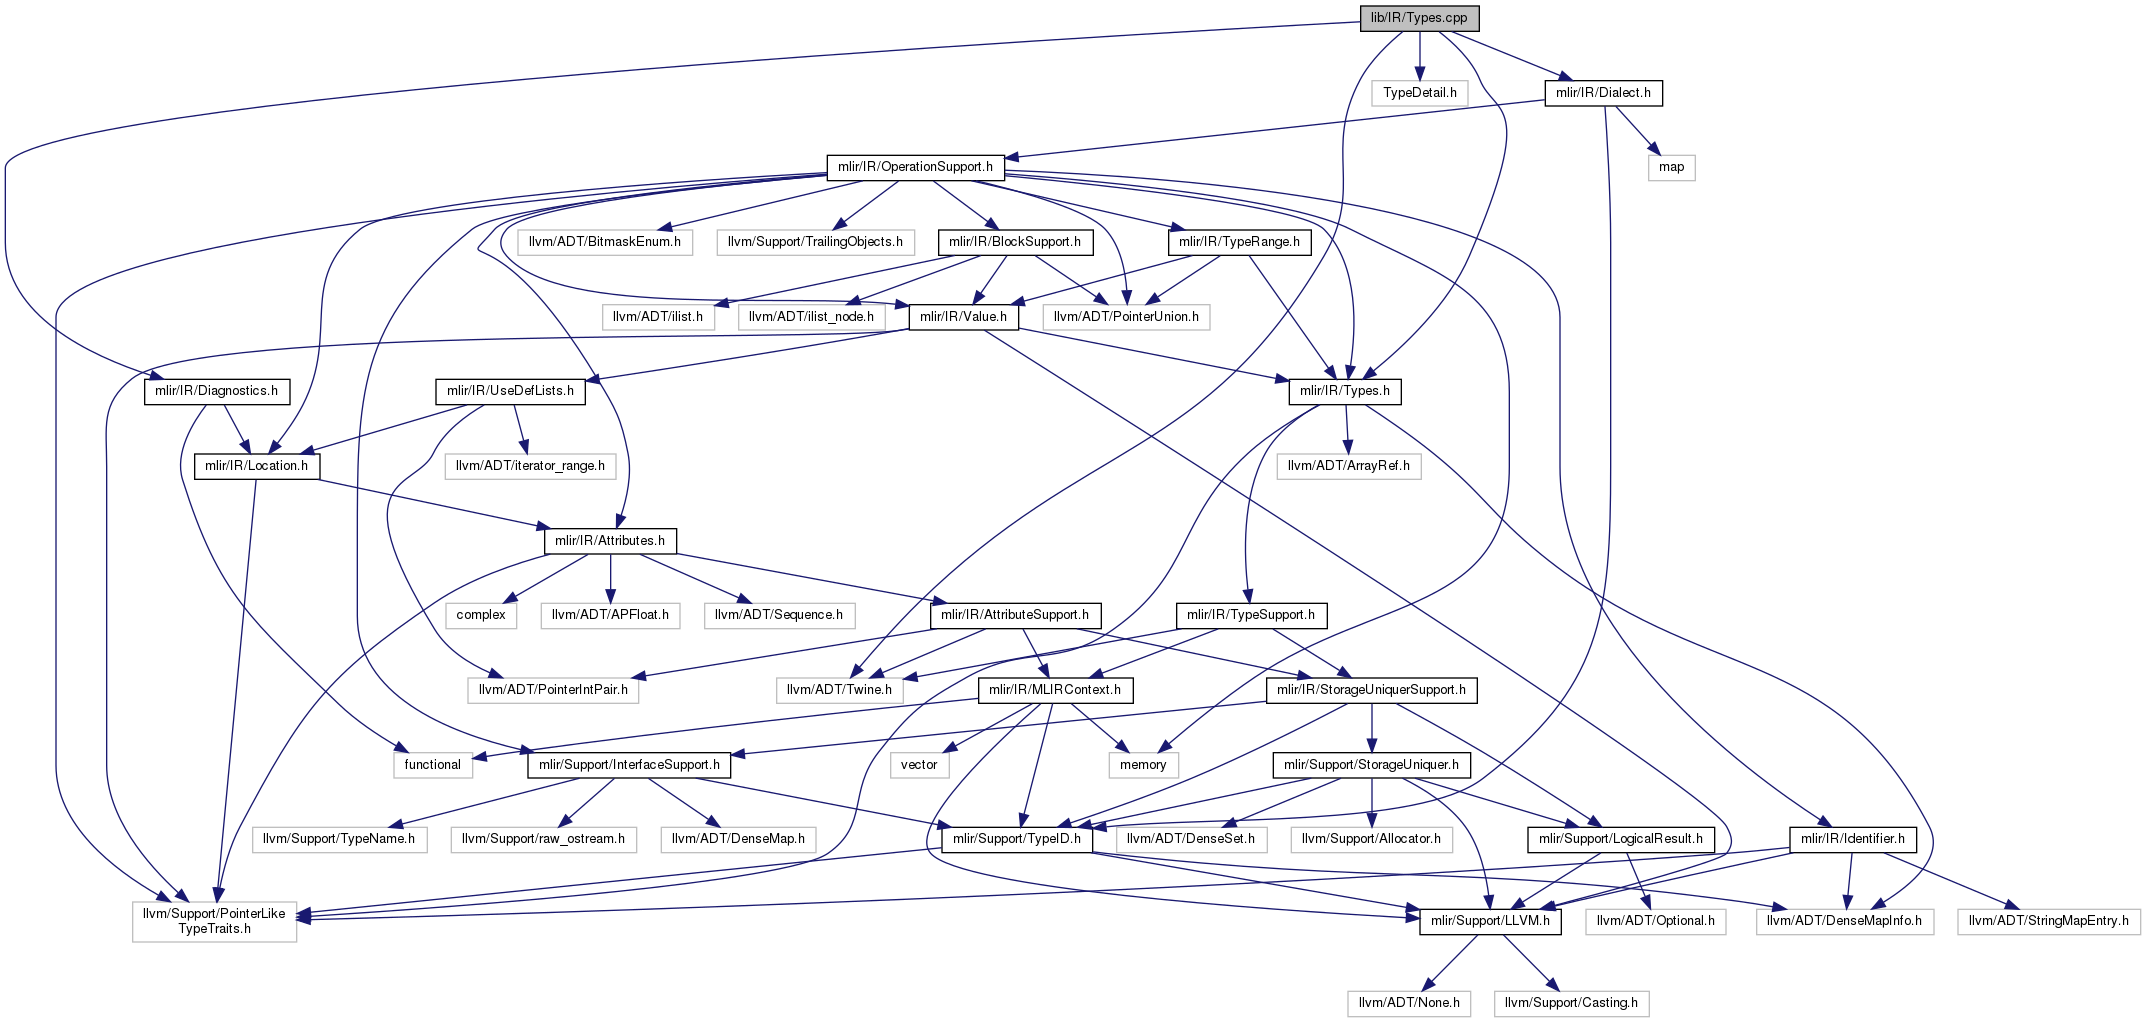 lib/IR/Types.cpp
TypeDetail.h
mlir/IR/Dialect.h
mlir/IR/OperationSupport.h
map
llvm/ADT/BitmaskEnum.h
llvm/Support/TrailingObjects.h
mlir/IR/BlockSupport.h
mlir/IR/TypeRange.h
llvm/ADT/ilist.h
llvm/ADT/ilist_node.h
mlir/IR/Value.h
llvm/ADT/PointerUnion.h
mlir/IR/Diagnostics.h
mlir/IR/UseDefLists.h
mlir/IR/Types.h
mlir/IR/Location.h
llvm/ADT/iterator_range.h
llvm/ADT/ArrayRef.h
mlir/IR/Attributes.h
complex
llvm/ADT/APFloat.h
llvm/ADT/Sequence.h
mlir/IR/AttributeSupport.h
mlir/IR/TypeSupport.h
llvm/ADT/PointerIntPair.h
llvm/ADT/Twine.h
mlir/IR/MLIRContext.h
mlir/IR/StorageUniquerSupport.h
functional
mlir/Support/InterfaceSupport.h
vector
memory
mlir/Support/StorageUniquer.h
llvm/Support/TypeName.h
llvm/Support/raw_ostream.h
llvm/ADT/DenseMap.h
mlir/Support/TypeID.h
llvm/ADT/DenseSet.h
llvm/Support/Allocator.h
mlir/Support/LogicalResult.h
mlir/IR/Identifier.h
llvm/Support/PointerLike
TypeTraits.h
mlir/Support/LLVM.h
llvm/ADT/Optional.h
llvm/ADT/DenseMapInfo.h
llvm/ADT/StringMapEntry.h
llvm/ADT/None.h
llvm/Support/Casting.h